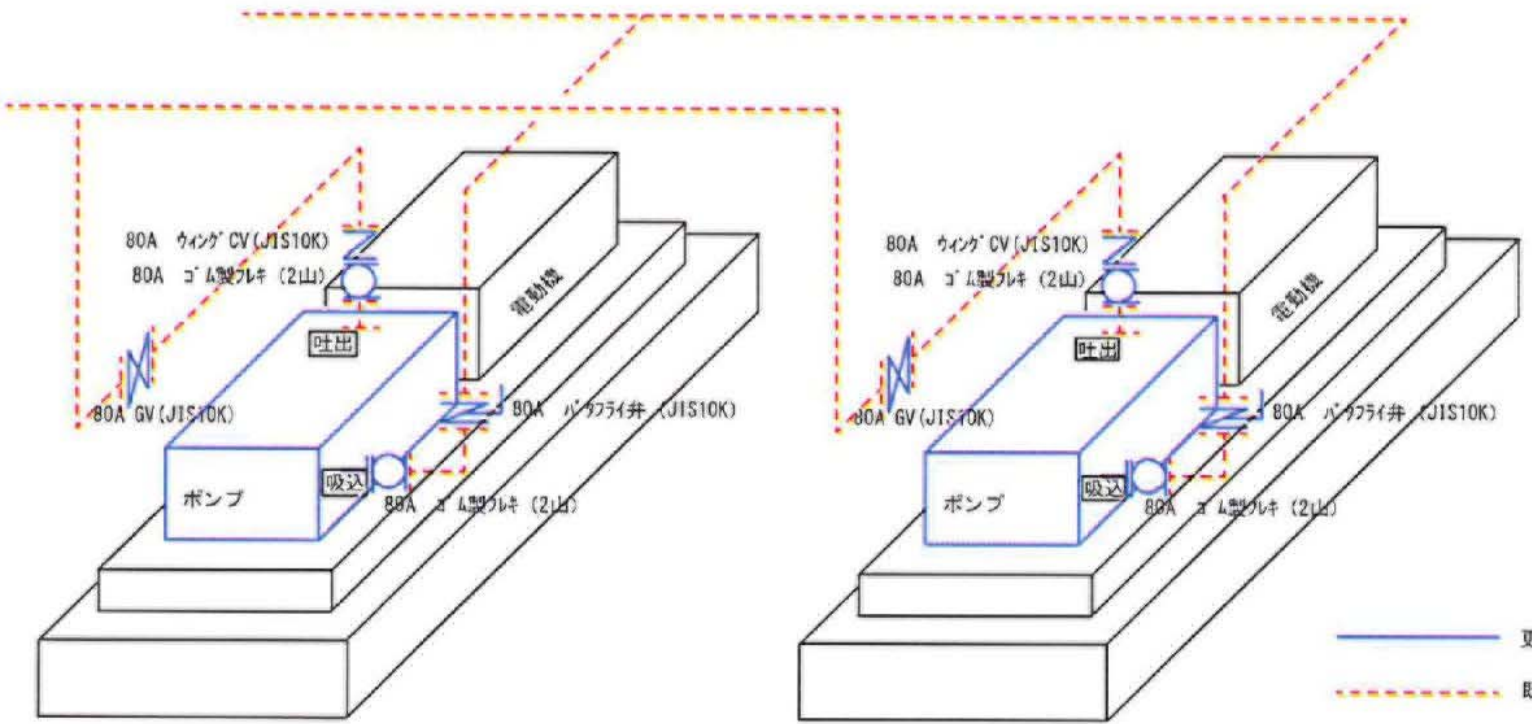 80A ウィング CV(JIS10K)
80A ゴム製フレキ (2山)
電動機
吐出
80A GV(JIS10K)
80A バタフライ弁 (JIS10K)
吸込
ポンプ
80A ゴム製フレキ (2山)
80A ウィング CV(JIS10K)
80A ゴム製フレキ (2山)
電動機
吐出
80A GV(JIS10K)
80A バタフライ弁 (JIS10K)
吸込
ポンプ
80A ゴム製フレキ (2山)